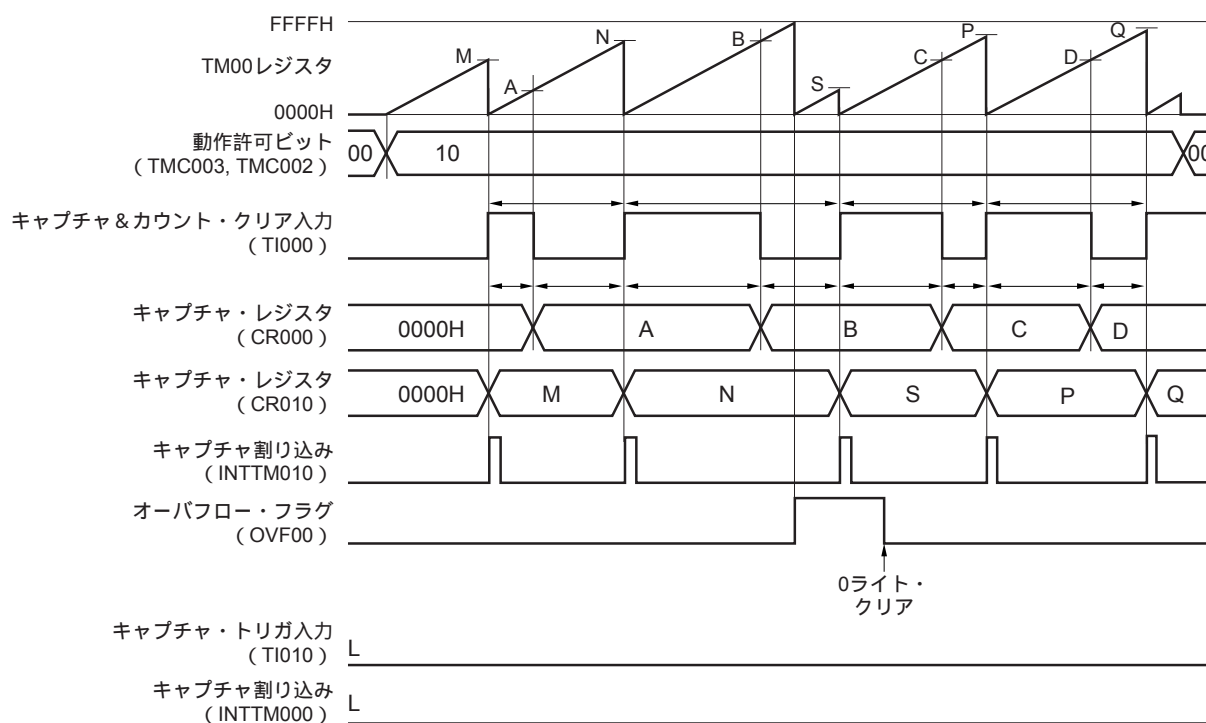 FFFFH
TM00レジスタ
0000H
M A N B S C P D Q
動作許可ビット
（TMC003, TMC002）
00 10 00
キャプチャ＆カウント・クリア入力
（TI000）
キャプチャ・レジスタ
（CR000）
0000H A B C D
キャプチャ・レジスタ
（CR010）
0000H M N S P Q
キャプチャ割り込み
（INTTM010）
オーバフロー・フラグ
（OVF00）
0ライト・
クリア
キャプチャ・トリガ入力
（TI010）
L
キャプチャ割り込み
（INTTM000）
L